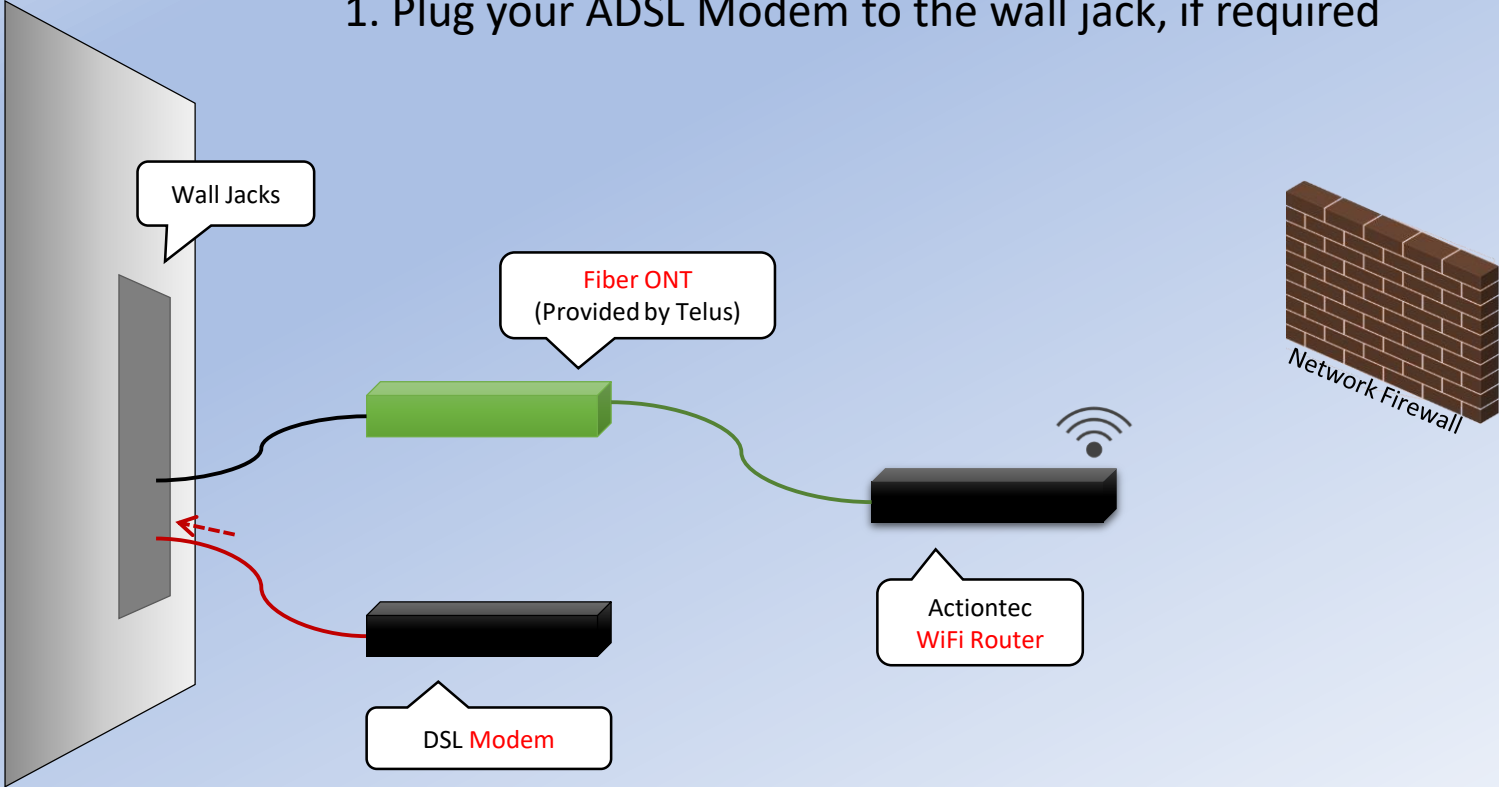 1. Plug your ADSL Modem to the wall jack, if required
Wall Jacks
Fiber ONT
(Provided by Telus)
Network Firewall
Actiontec
WiFi Router
DSL Modem